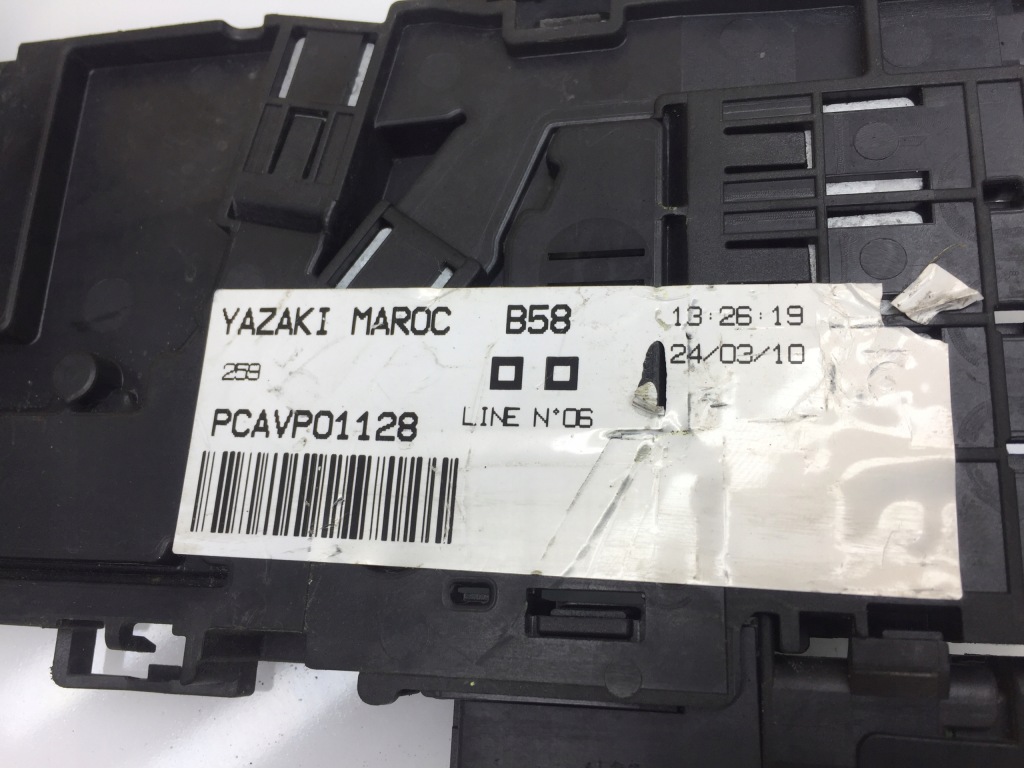 YAZAKI MAROC B58 13:26:19
259 24/03/10
PCAVP01128 LINE N°06